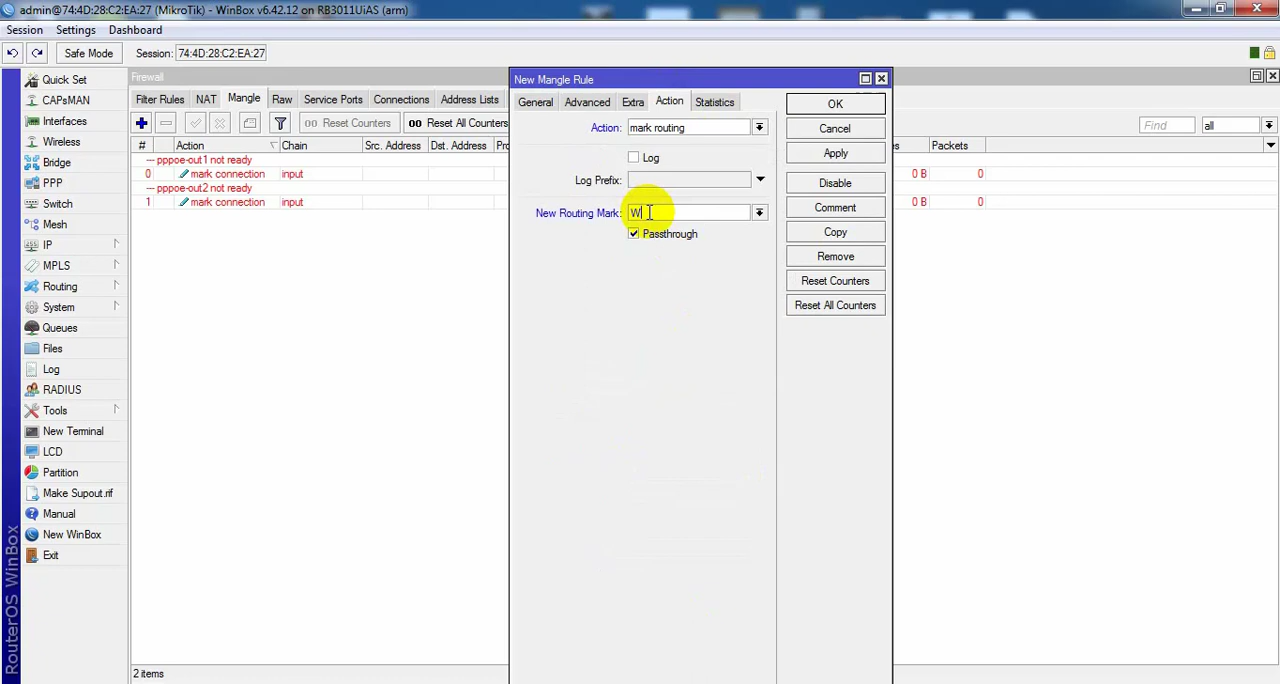 admin@74:4D:28:C2:EA:27 (MikroTik) - WinBox v6.42.12 on RB3011UiAS (arm)
Session Settings Dashboard
Safe Mode Session: 74:4D:28:C2:EA:27
Quick Set
CAPsMAN
Interfaces
Wireless
Bridge
PPP
Switch
Mesh
IP
MPLS
Routing
System
Queues
Files
Log
RADIUS
Tools
New Terminal
LCD
Partition
Make Supout.rif
Manual
New WinBox
Exit
RouterOS WinBox
Firewall
Filter Rules NAT Mangle Raw Service Ports Connections Address Lists
00 Reset Counters 00 Reset All Counters Find all
# Action Chain Src. Address Dst. Address Packets
--- pppoe-out1 not ready
0 mark connection input 0 B 0
--- pppoe-out2 not ready
1 mark connection input 0 B 0
2 items
New Mangle Rule
General Advanced Extra Action Statistics
Action: mark routing
Log
Log Prefix:
New Routing Mark: W
Passthrough
OK
Cancel
Apply
Disable
Comment
Copy
Remove
Reset Counters
Reset All Counters